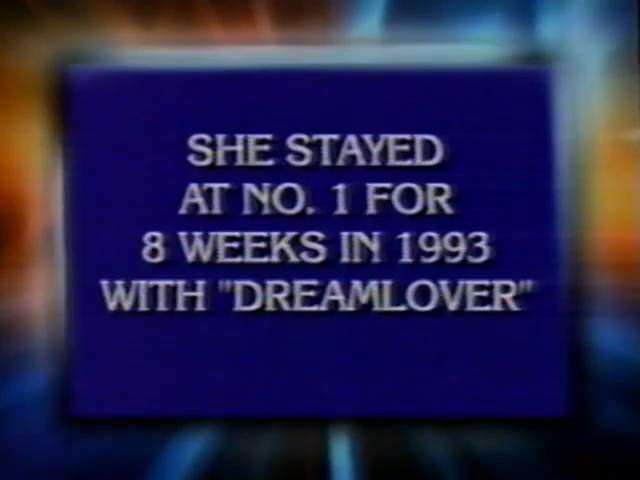 SHE STAYED
AT NO. 1 FOR
8 WEEKS IN 1993
WITH "DREAMLOVER"